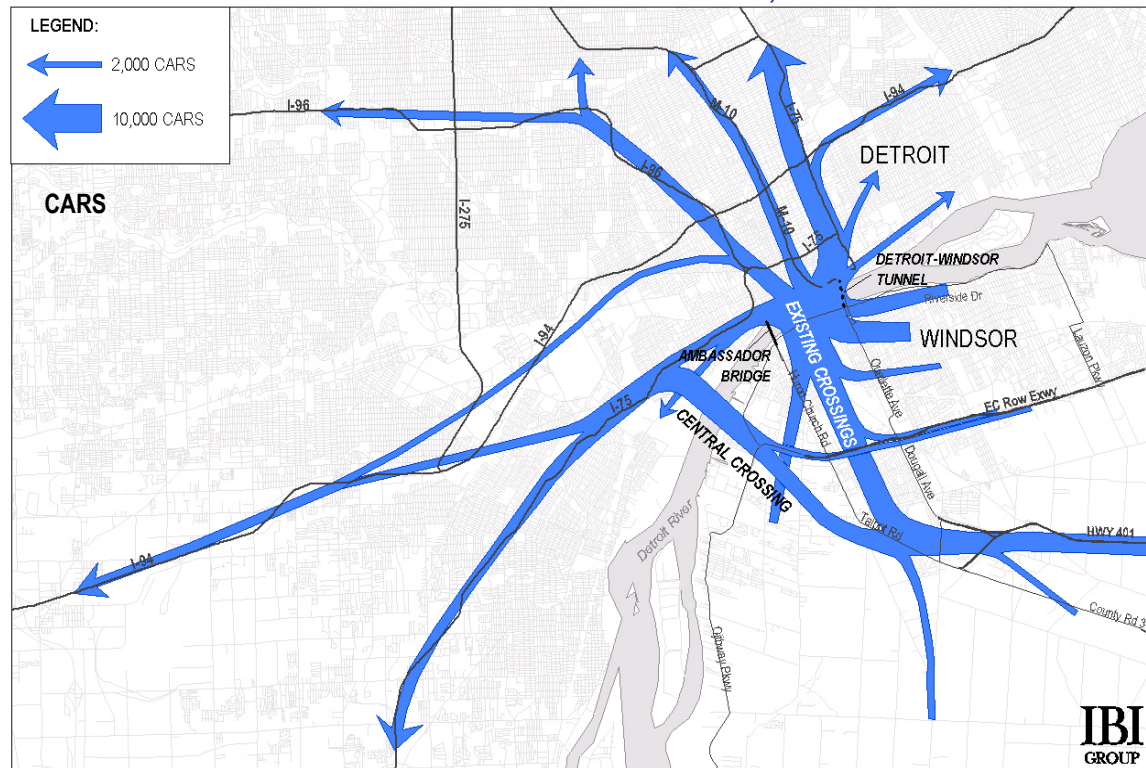 LEGEND:
2,000 CARS
10,000 CARS
CARS
I-96
M-10
I-75
I-94
DETROIT
I-96
I-275
M-10
I-75
DETROIT-WINDSOR
TUNNEL
Riverside Dr
I-94
EXISTING CROSSINGS
WINDSOR
AMBASSADOR
BRIDGE
Lauzon Pkwy
Huron Church Rd
Ouellette Ave
I-75
EC Row Exwy
CENTRAL CROSSING
Dougall Ave
Talbot Rd
HWY 401
Detroit River
I-94
County Rd 3
Ojibway Pkwy
IBI
GROUP